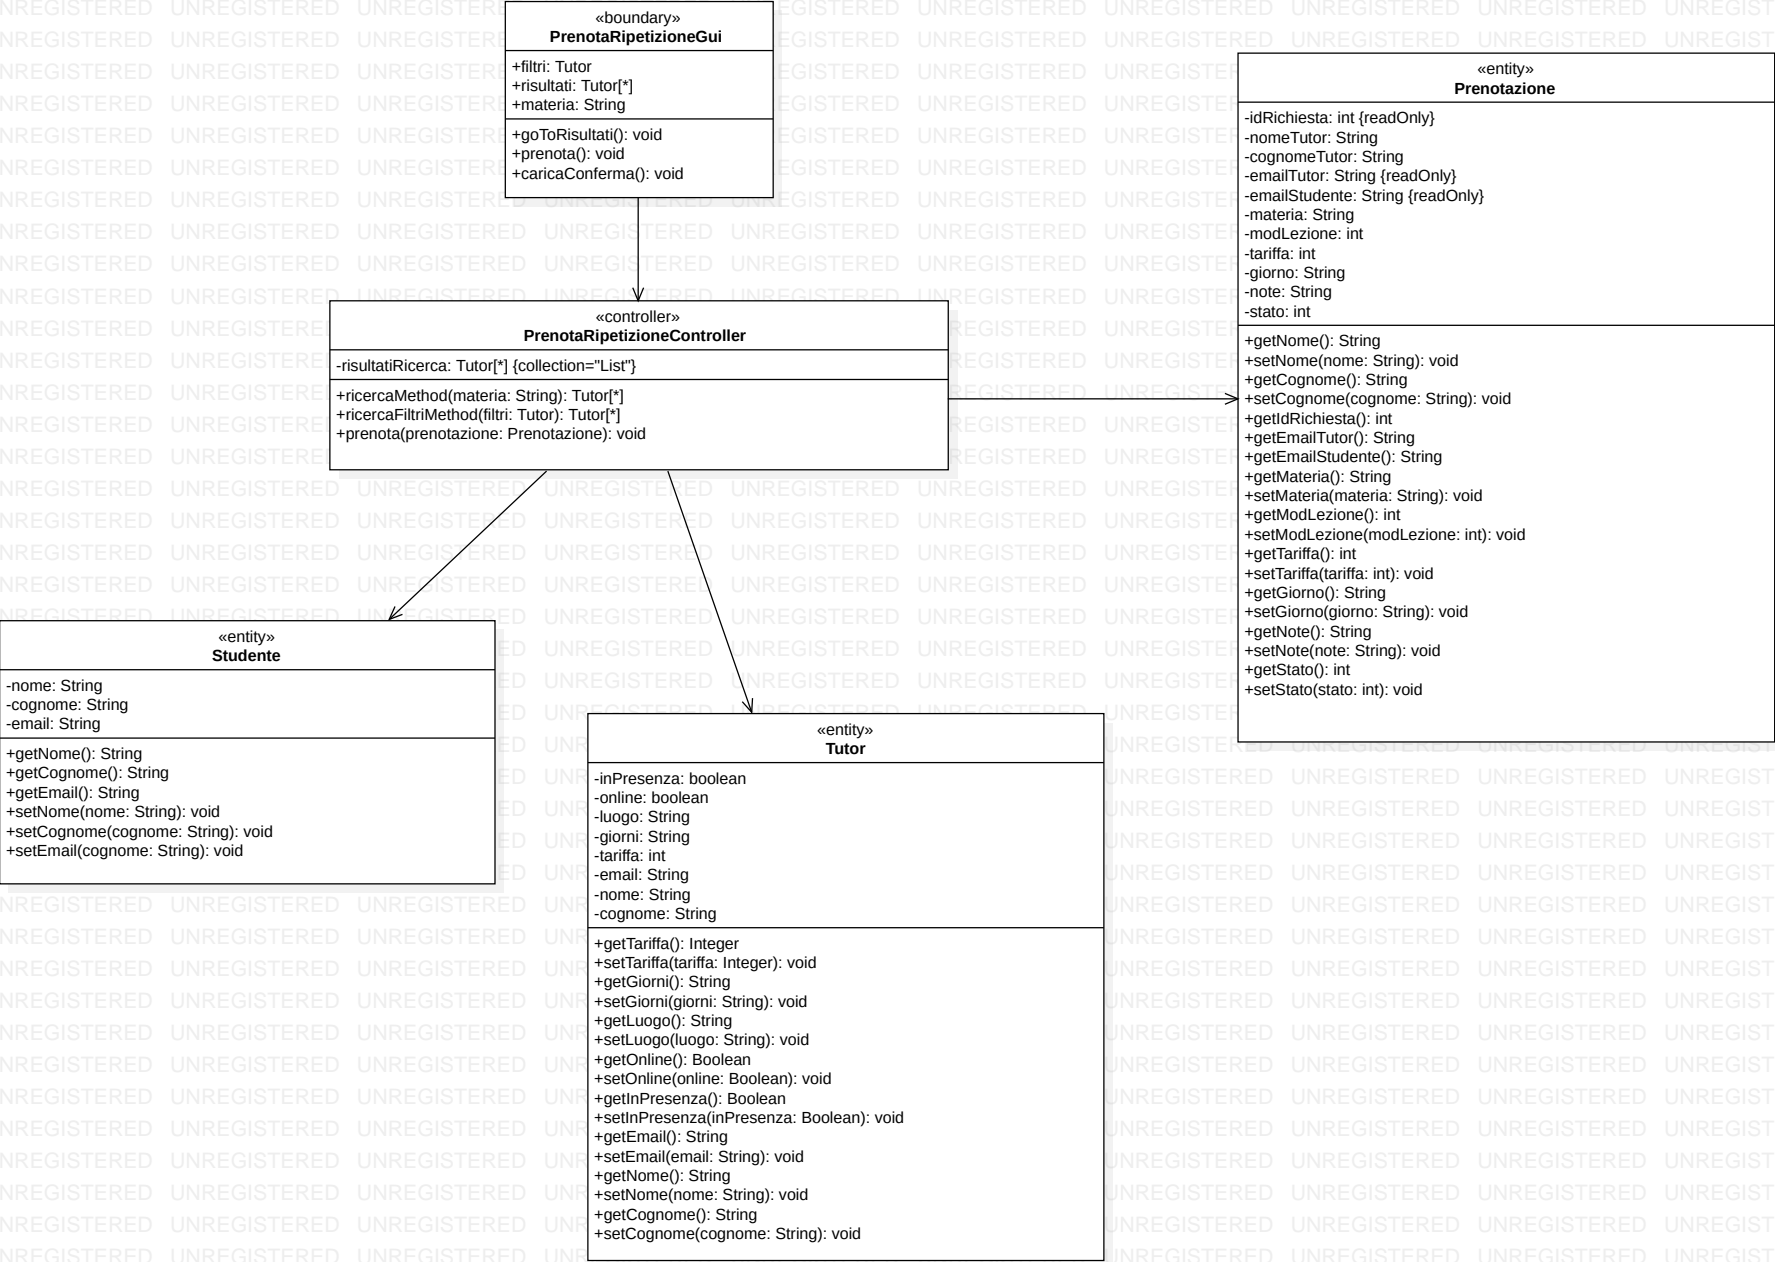 «boundary»
PrenotaRipetizioneGui
+filtri: Tutor
+risultati: Tutor[*]
+materia: String
+goToRisultati(): void
+prenota(): void
+caricaConferma(): void
«controller»
PrenotaRipetizioneController
-risultatiRicerca: Tutor[*] {collection="List"}
+ricercaMethod(materia: String): Tutor[*]
+ricercaFiltriMethod(filtri: Tutor): Tutor[*]
+prenota(prenotazione: Prenotazione): void
«entity»
Prenotazione
-idRichiesta: int {readOnly}
-nomeTutor: String
-cognomeTutor: String
-emailTutor: String {readOnly}
-emailStudente: String {readOnly}
-materia: String
-modLezione: int
-tariffa: int
-giorno: String
-note: String
-stato: int
+getNome(): String
+setNome(nome: String): void
+getCognome(): String
+setCognome(cognome: String): void
+getIdRichiesta(): int
+getEmailTutor(): String
+getEmailStudente(): String
+getMateria(): String
+setMateria(materia: String): void
+getModLezione(): int
+setModLezione(modLezione: int): void
+getTariffa(): int
+setTariffa(tariffa: int): void
+getGiorno(): String
+setGiorno(giorno: String): void
+getNote(): String
+setNote(note: String): void
+getStato(): int
+setStato(stato: int): void
«entity»
Studente
-nome: String
-cognome: String
-email: String
+getNome(): String
+getCognome(): String
+getEmail(): String
+setNome(nome: String): void
+setCognome(cognome: String): void
+setEmail(cognome: String): void
«entity»
Tutor
-inPresenza: boolean
-online: boolean
-luogo: String
-giorni: String
-tariffa: int
-email: String
-nome: String
-cognome: String
+getTariffa(): Integer
+setTariffa(tariffa: Integer): void
+getGiorni(): String
+setGiorni(giorni: String): void
+getLuogo(): String
+setLuogo(luogo: String): void
+getOnline(): Boolean
+setOnline(online: Boolean): void
+getInPresenza(): Boolean
+setInPresenza(inPresenza: Boolean): void
+getEmail(): String
+setEmail(email: String): void
+getNome(): String
+setNome(nome: String): void
+getCognome(): String
+setCognome(cognome: String): void
UNREGISTERED